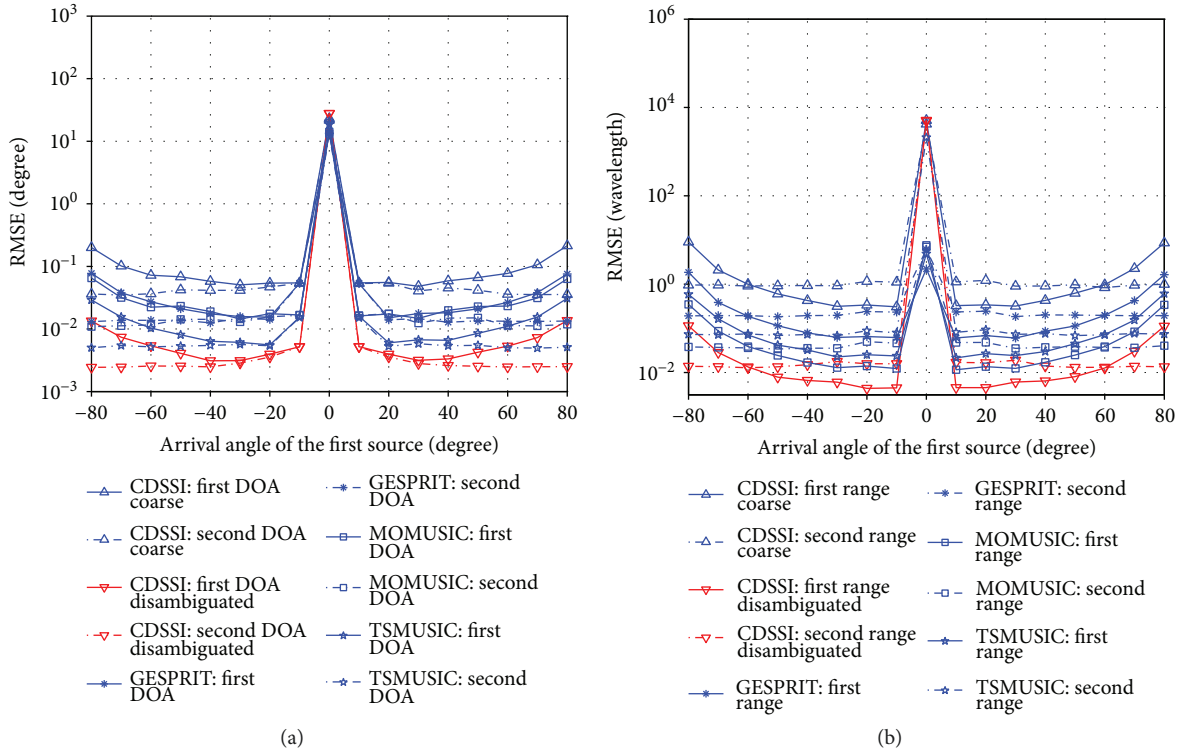 10^3
10^2
10^1
10^0
10^−1
10^−2
10^−3
RMSE (degree)
−80 −60 −40 −20 0 20 40 60 80
Arrival angle of the first source (degree)
CDSSI: first DOA
coarse
CDSSI: second DOA
coarse
CDSSI: first DOA
disambiguated
CDSSI: second DOA
disambiguated
GESPRIT: first
DOA
GESPRIT: second
DOA
MOMUSIC: first
DOA
MOMUSIC: second
DOA
TSMUSIC: first
DOA
TSMUSIC: second
DOA
(a)
10^6
10^4
10^2
10^0
10^−2
RMSE (wavelength)
−80 −60 −40 −20 0 20 40 60 80
Arrival angle of the first source (degree)
CDSSI: first range
coarse
CDSSI: second range
coarse
CDSSI: first range
disambiguated
CDSSI: second range
disambiguated
GESPRIT: first
range
GESPRIT: second
range
MOMUSIC: first
range
MOMUSIC: second
range
TSMUSIC: first
range
TSMUSIC: second
range
(b)